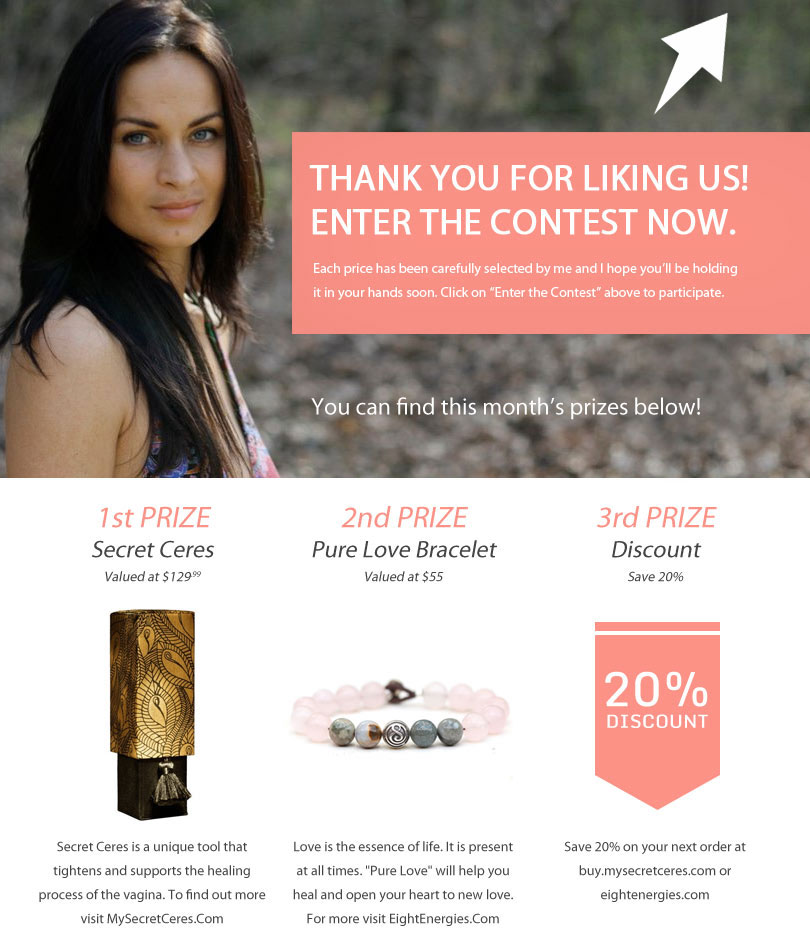 THANK YOU FOR LIKING US!
ENTER THE CONTEST NOW.
Each price has been carefully selected by me and I hope you’ll be holding
it in your hands soon. Click on “Enter the Contest” above to participate.
You can find this month’s prizes below!
1st PRIZE
Secret Ceres
Valued at $129.99
2nd PRIZE
Pure Love Bracelet
Valued at $55
3rd PRIZE
Discount
Save 20%
20%
DISCOUNT
Secret Ceres is a unique tool that
tightens and supports the healing
process of the vagina. To find out more
visit MySecretCeres.Com
Love is the essence of life. It is present
at all times. "Pure Love" will help you
heal and open your heart to new love.
For more visit EightEnergies.Com
Save 20% on your next order at
buy.mysecretceres.com or
eightenergies.com